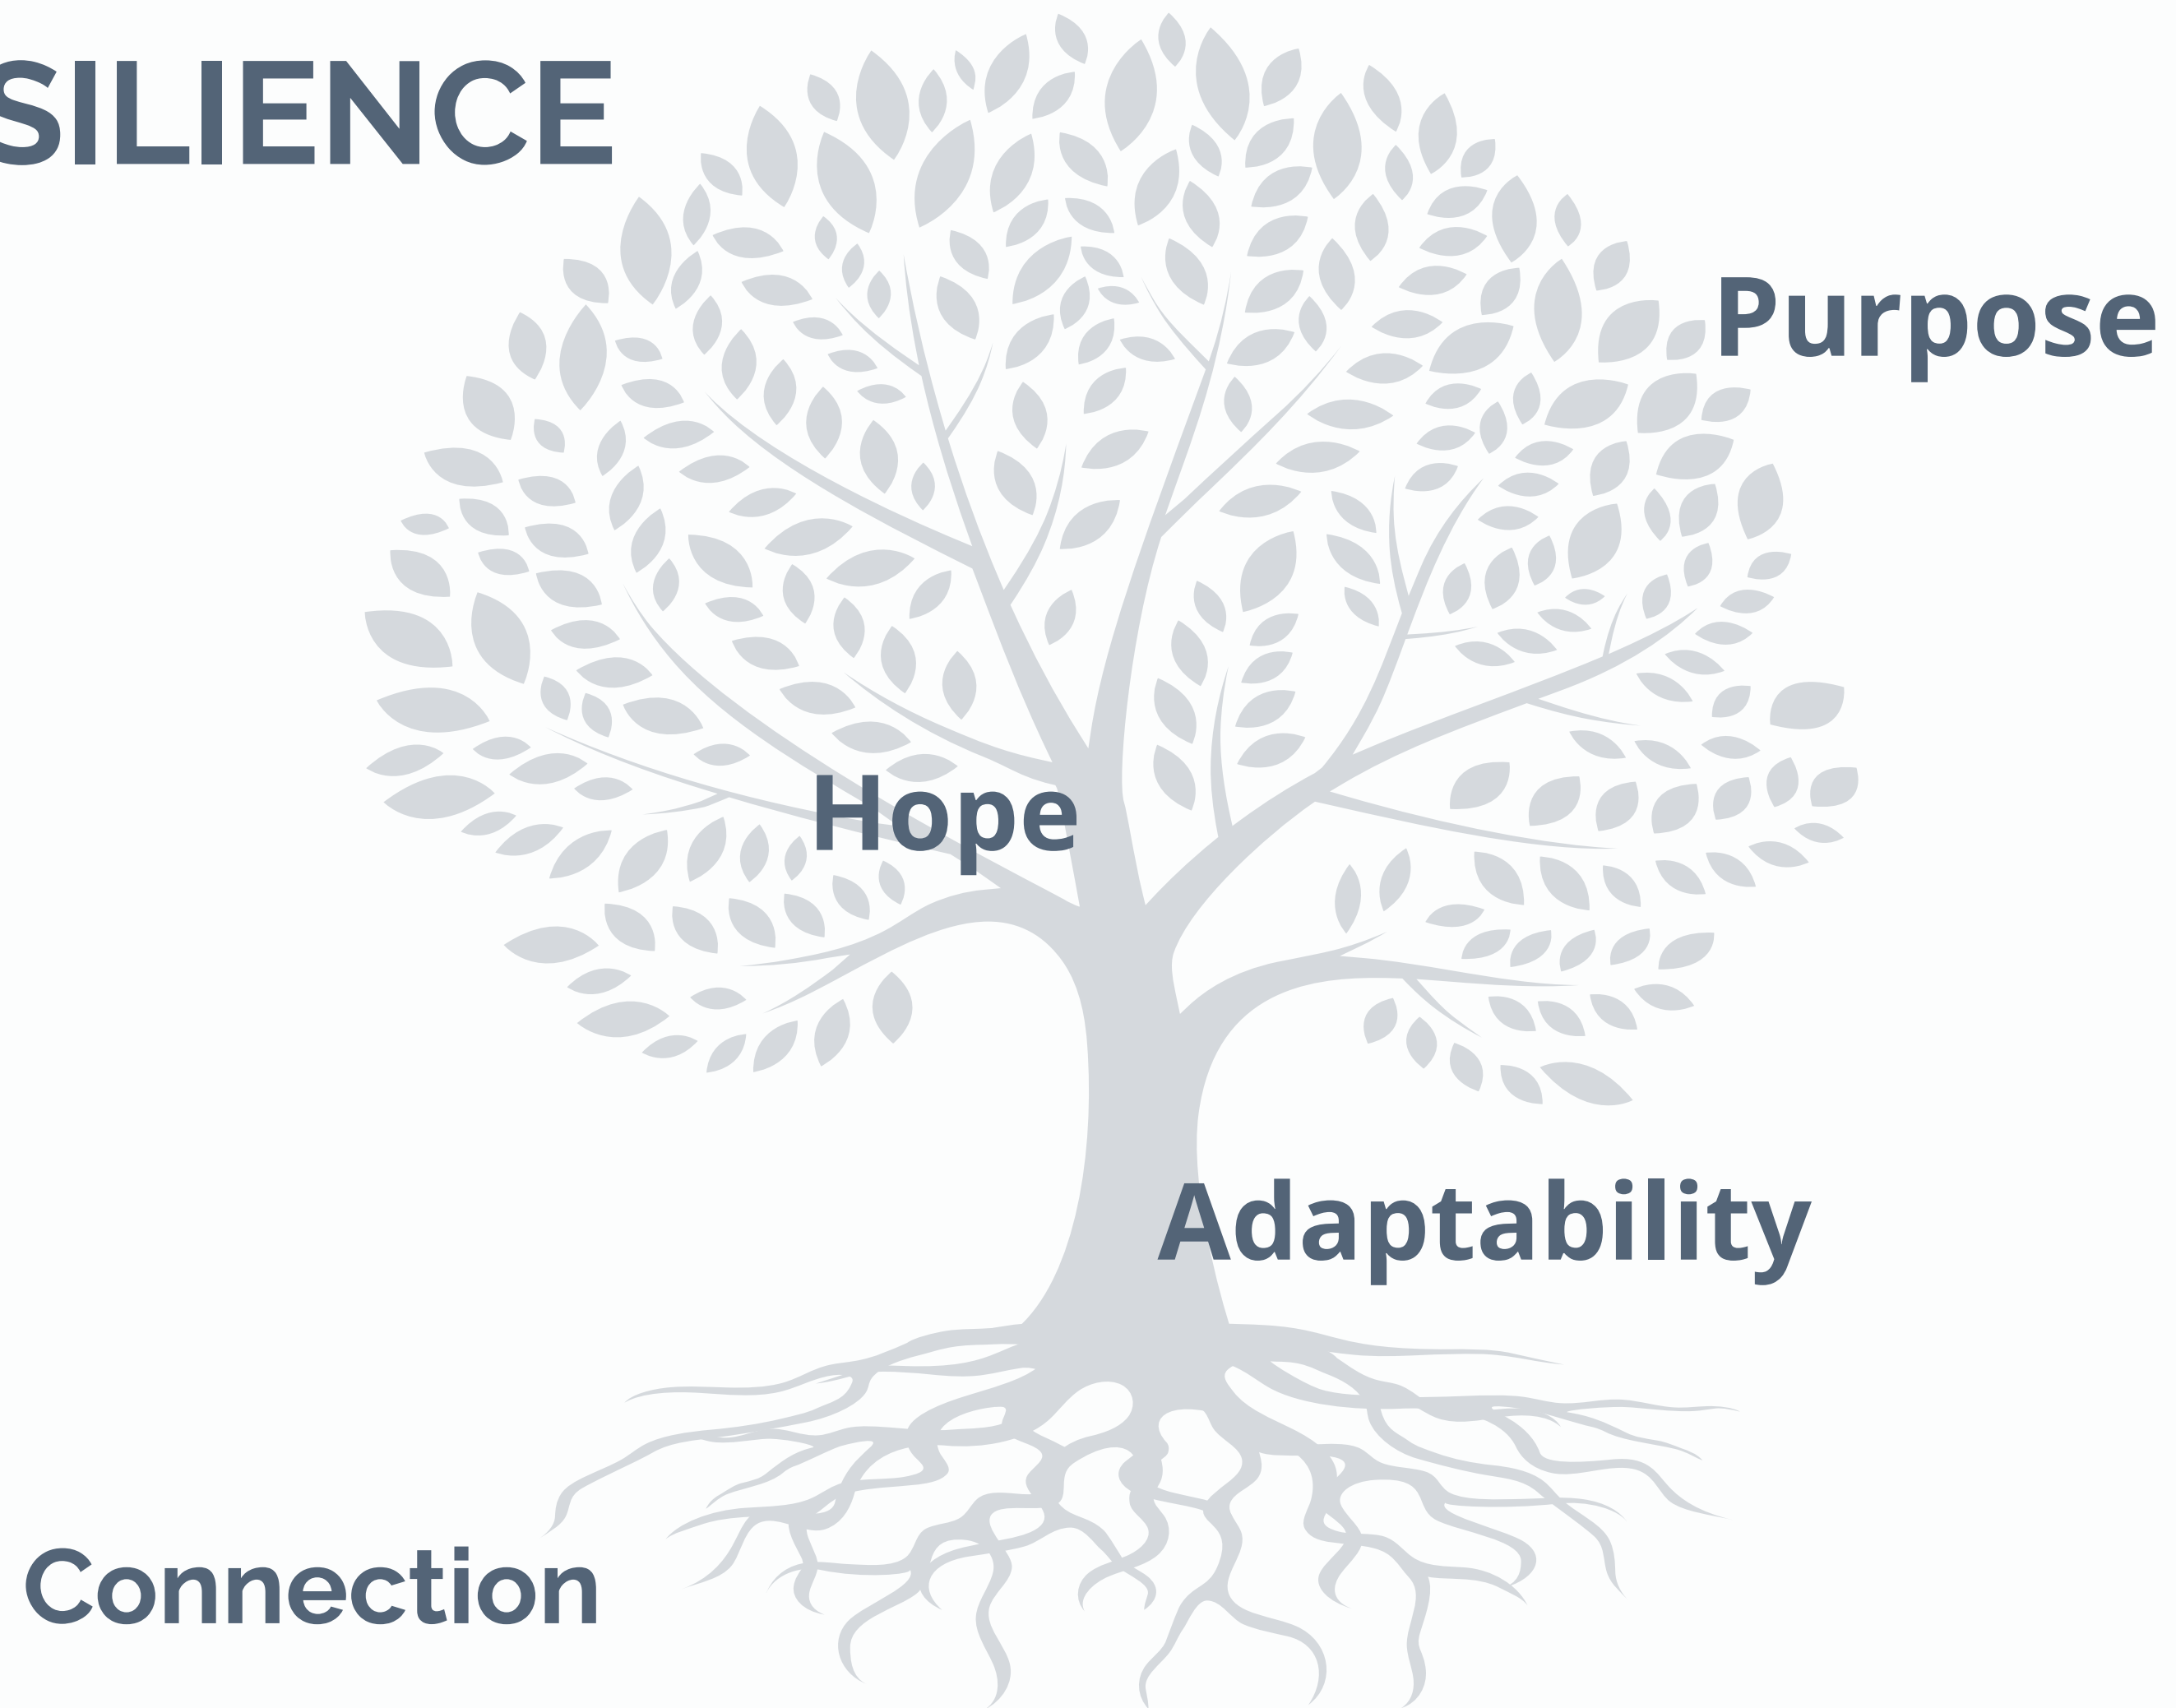 SILIENCE
Purpose
Hope
Adaptability
Connection